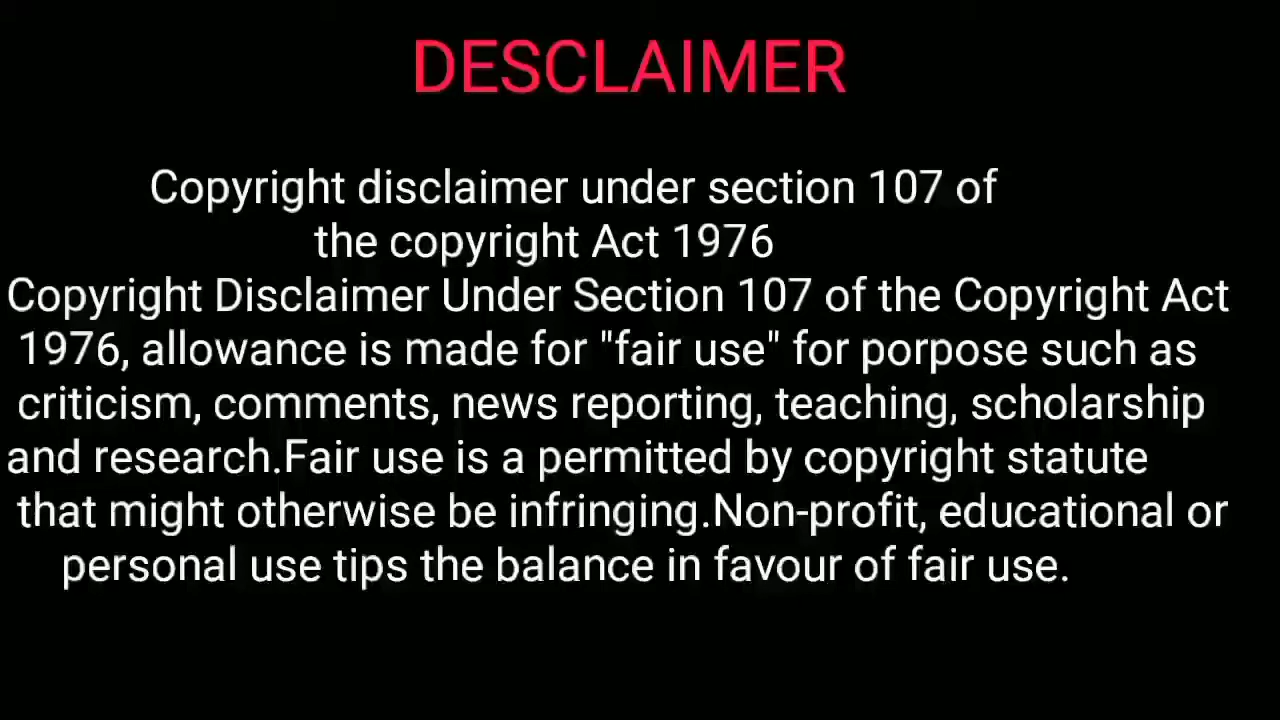 DESCLAIMER
Copyright disclaimer under section 107 of
the copyright Act 1976
Copyright Disclaimer Under Section 107 of the Copyright Act
1976, allowance is made for "fair use" for porpose such as
criticism, comments, news reporting, teaching, scholarship
and research.Fair use is a permitted by copyright statute
that might otherwise be infringing.Non-profit, educational or
personal use tips the balance in favour of fair use.